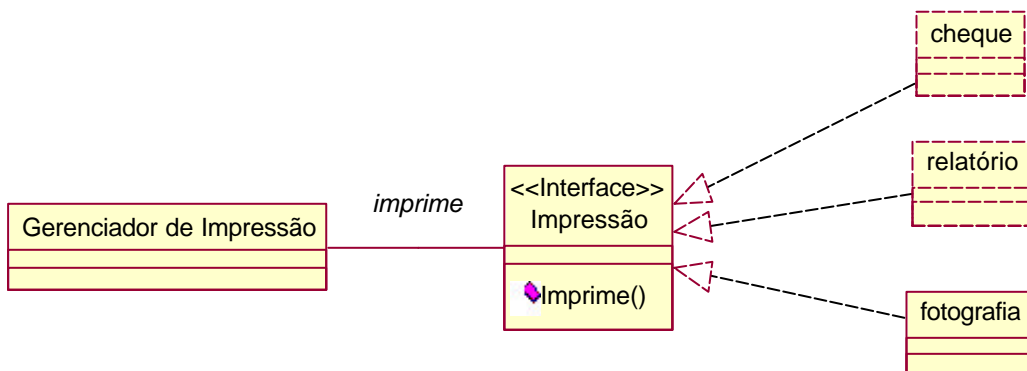 cheque
relatório
imprime
<<Interface>>
Impressão
Gerenciador de Impressão
Imprime()
fotografia